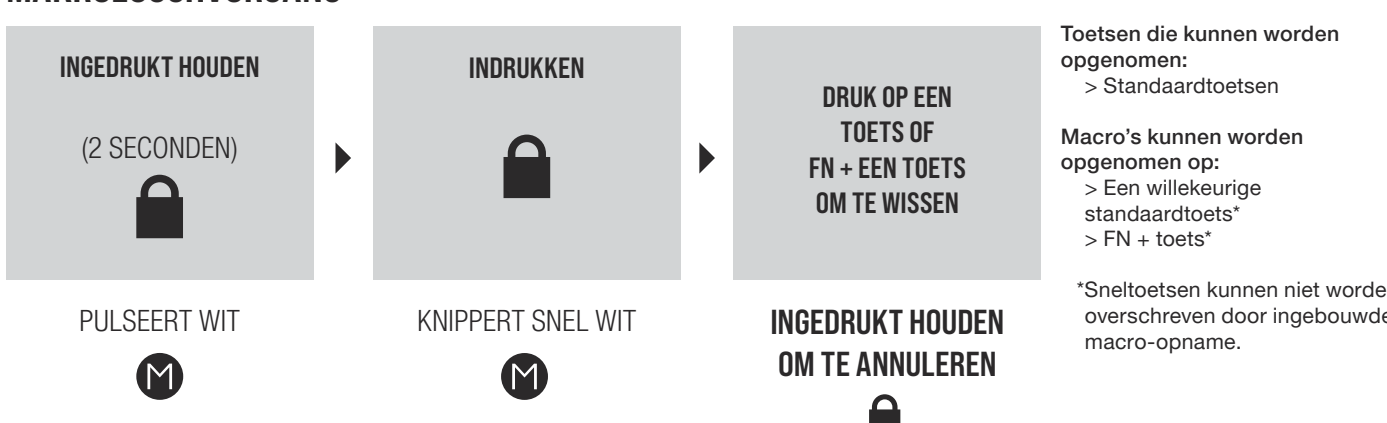 INGEDRUKT HOUDEN
(2 SECONDEN)
PULSEERT WIT
M
INDRUKKEN
KNIPPERT SNEL WIT
M
DRUK OP EEN
TOETS OF
FN + EEN TOETS
OM TE WISSEN
INGEDRUKT HOUDEN
OM TE ANNULEREN
Toetsen die kunnen worden
opgenomen:
> Standaardtoetsen
Macro’s kunnen worden
opgenomen op:
> Een willekeurige
standaardtoets*
> FN + toets*
*Sneltoetsen kunnen niet worde
overschreven door ingebouwde
macro-opname.